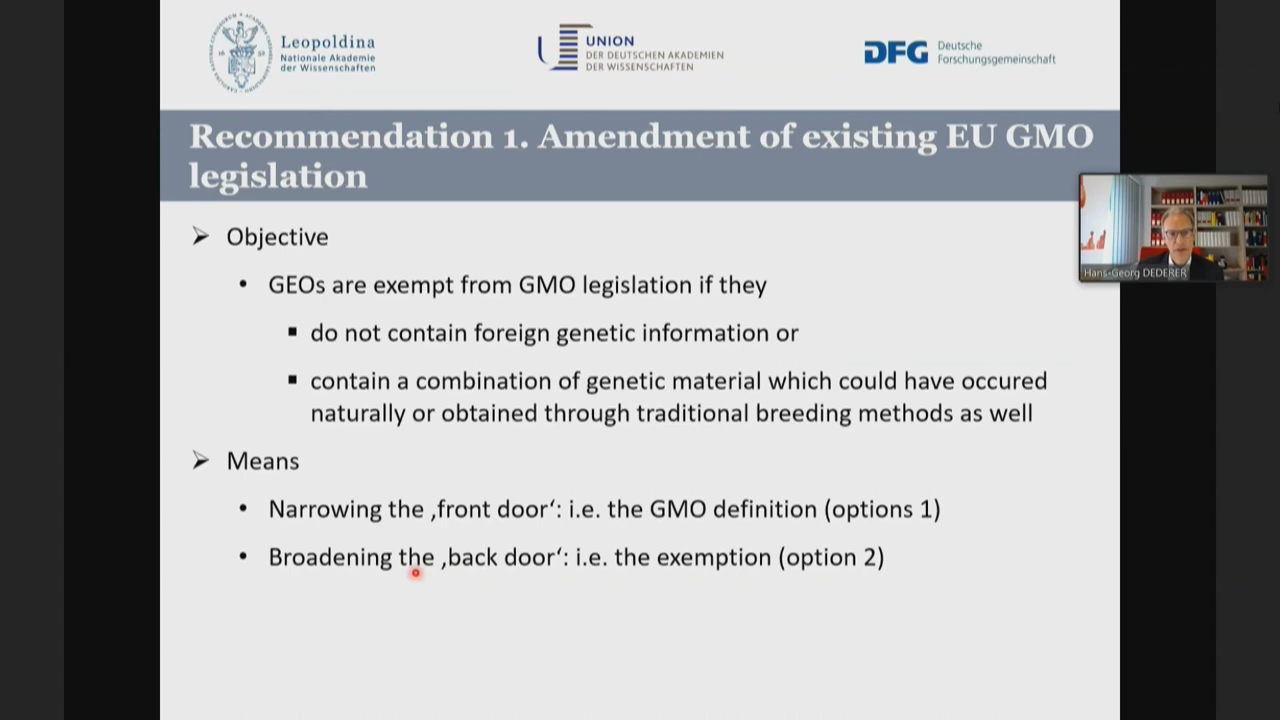 Leopoldina
Nationale Akademie
der Wissenschaften
UNION
DER DEUTSCHEN AKADEMIEN
DER WISSENSCHAFTEN
DFG Deutsche
Forschungsgemeinschaft
Recommendation 1. Amendment of existing EU GMO
legislation
➢ Objective
• GEOs are exempt from GMO legislation if they
▪ do not contain foreign genetic information or
▪ contain a combination of genetic material which could have occured
naturally or obtained through traditional breeding methods as well
➢ Means
• Narrowing the ‚front door‘: i.e. the GMO definition (options 1)
• Broadening the ‚back door‘: i.e. the exemption (option 2)
Hans-Georg DEDERER